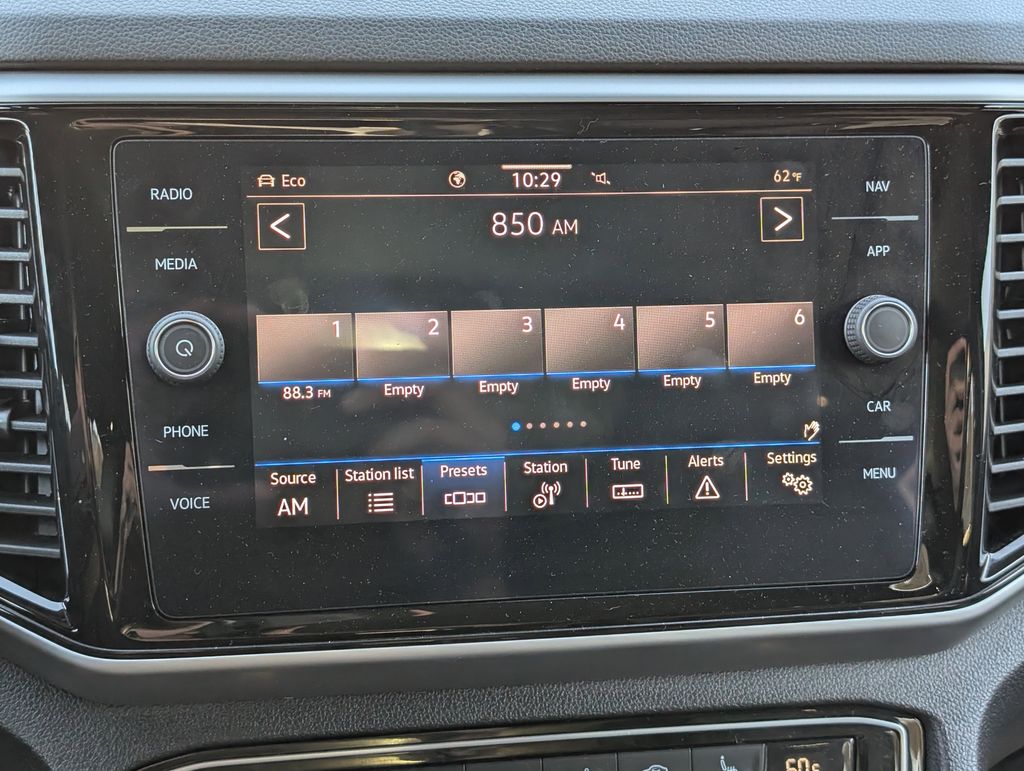 RADIO
MEDIA
PHONE
VOICE
Eco 10:29 62°F
< 850 AM >
1 2 3 4 5 6
88.3 FM Empty Empty Empty Empty Empty
Source Station list Presets Station Tune Alerts Settings
AM
NAV
APP
CAR
MENU